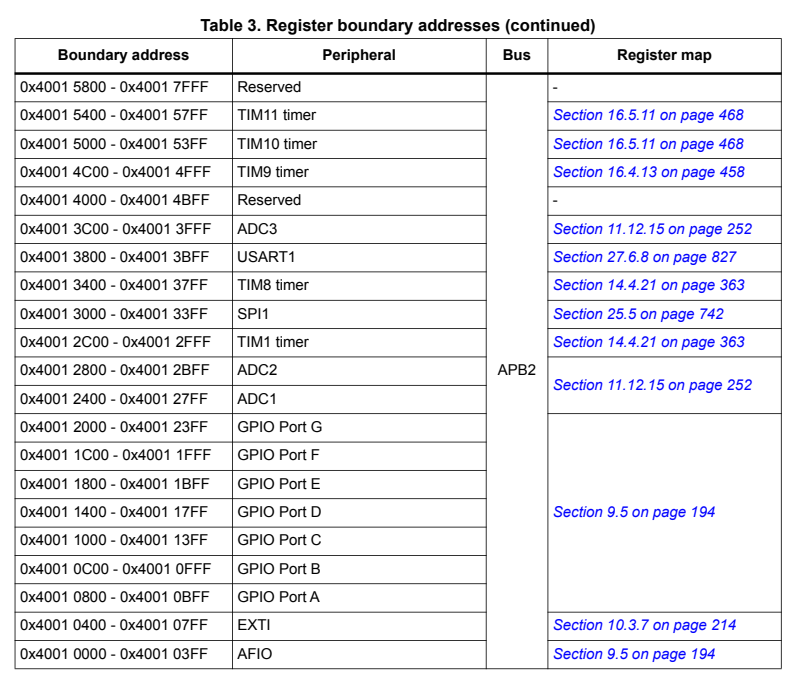 Table 3. Register boundary addresses (continued)
Boundary address Peripheral Bus Register map
0x4001 5800 - 0x4001 7FFF Reserved -
0x4001 5400 - 0x4001 57FF TIM11 timer Section 16.5.11 on page 468
0x4001 5000 - 0x4001 53FF TIM10 timer Section 16.5.11 on page 468
0x4001 4C00 - 0x4001 4FFF TIM9 timer Section 16.4.13 on page 458
0x4001 4000 - 0x4001 4BFF Reserved -
0x4001 3C00 - 0x4001 3FFF ADC3 Section 11.12.15 on page 252
0x4001 3800 - 0x4001 3BFF USART1 Section 27.6.8 on page 827
0x4001 3400 - 0x4001 37FF TIM8 timer Section 14.4.21 on page 363
0x4001 3000 - 0x4001 33FF SPI1 Section 25.5 on page 742
0x4001 2C00 - 0x4001 2FFF TIM1 timer Section 14.4.21 on page 363
0x4001 2800 - 0x4001 2BFF ADC2 APB2
Section 11.12.15 on page 252
0x4001 2400 - 0x4001 27FF ADC1
0x4001 2000 - 0x4001 23FF GPIO Port G
0x4001 1C00 - 0x4001 1FFF GPIO Port F
0x4001 1800 - 0x4001 1BFF GPIO Port E
0x4001 1400 - 0x4001 17FF GPIO Port D Section 9.5 on page 194
0x4001 1000 - 0x4001 13FF GPIO Port C
0x4001 0C00 - 0x4001 0FFF GPIO Port B
0x4001 0800 - 0x4001 0BFF GPIO Port A
0x4001 0400 - 0x4001 07FF EXTI Section 10.3.7 on page 214
0x4001 0000 - 0x4001 03FF AFIO Section 9.5 on page 194